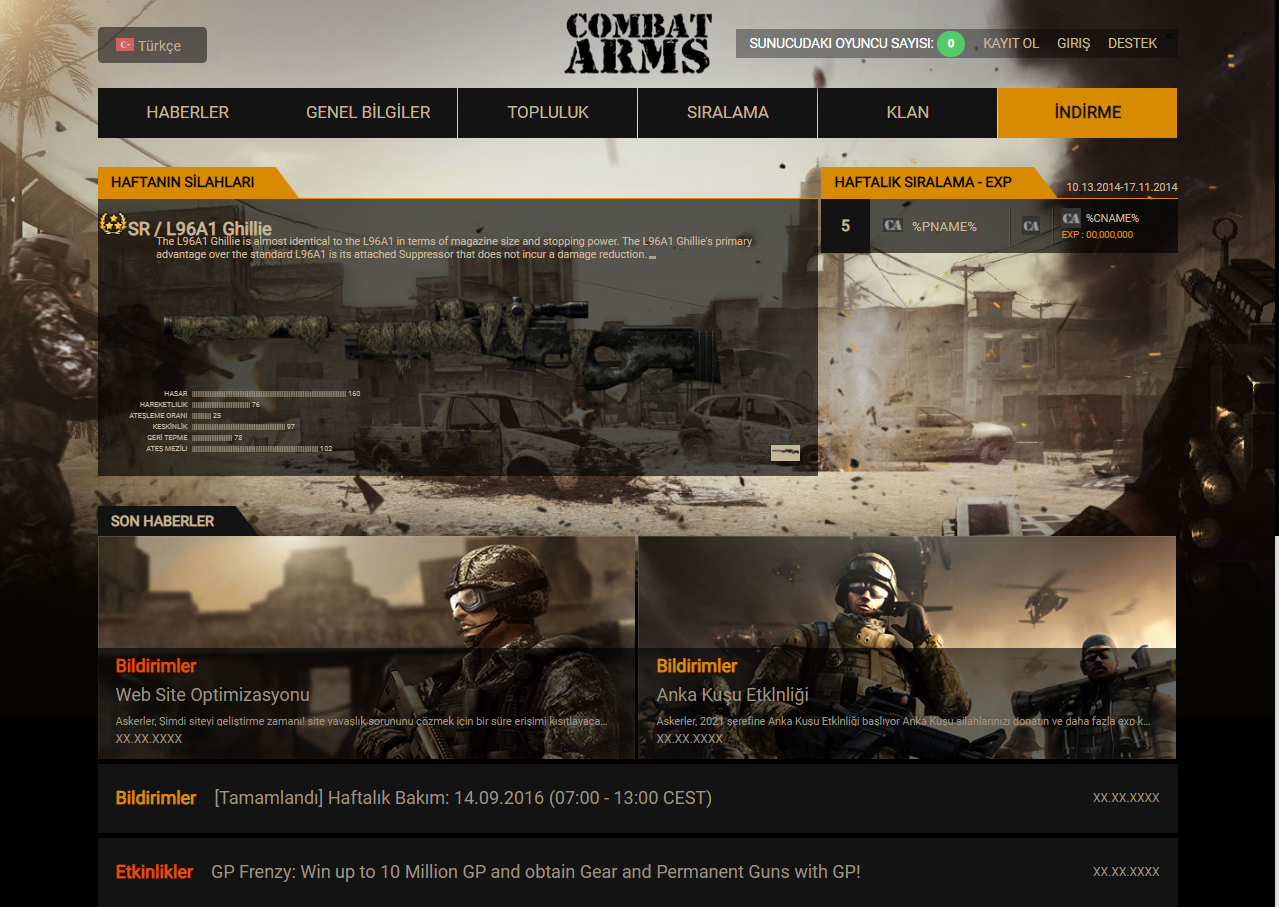 Türkçe
COMBAT
ARMS
SUNUCUDAKI OYUNCU SAYISI: 0 KAYIT OL GIRIŞ DESTEK
HABERLER GENEL BİLGİLER TOPLULUK SIRALAMA KLAN İNDİRME
HAFTANIN SİLAHLARI
HAFTALIK SIRALAMA - EXP
10.13.2014-17.11.2014
SR / L96A1 Ghillie
The L96A1 Ghillie is almost identical to the L96A1 in terms of magazine size and stopping power. The L96A1 Ghillie's primary
advantage over the standard L96A1 is its attached Suppressor that does not incur a damage reduction.
5 CA %PNAME% CA CA %CNAME%
EXP : 00,000,000
HASAR 160
HAREKETLILIK 76
ATEŞLEME ORANI 25
KESKİNLİK 97
GERİ TEPME 78
ATEŞ MEZİLİ 102
SON HABERLER
Bildirimler
Web Site Optimizasyonu
Askerler, Şimdi siteyi geliştirme zamanı! site yavaşlık sorununu çözmek için bir süre erişimi kısıtlayaca...
XX.XX.XXXX
Bildirimler
Anka Kuşu Etklnliği
Askerler, 2021 şerefine Anka Kuşu Etklnliği başlıyor Anka Kuşu silahlarınızı donatın ve daha fazla exp k...
XX.XX.XXXX
Bildirimler [Tamamlandı] Haftalık Bakım: 14.09.2016 (07:00 - 13:00 CEST) XX.XX.XXXX
Etkinlikler GP Frenzy: Win up to 10 Million GP and obtain Gear and Permanent Guns with GP! XX.XX.XXXX